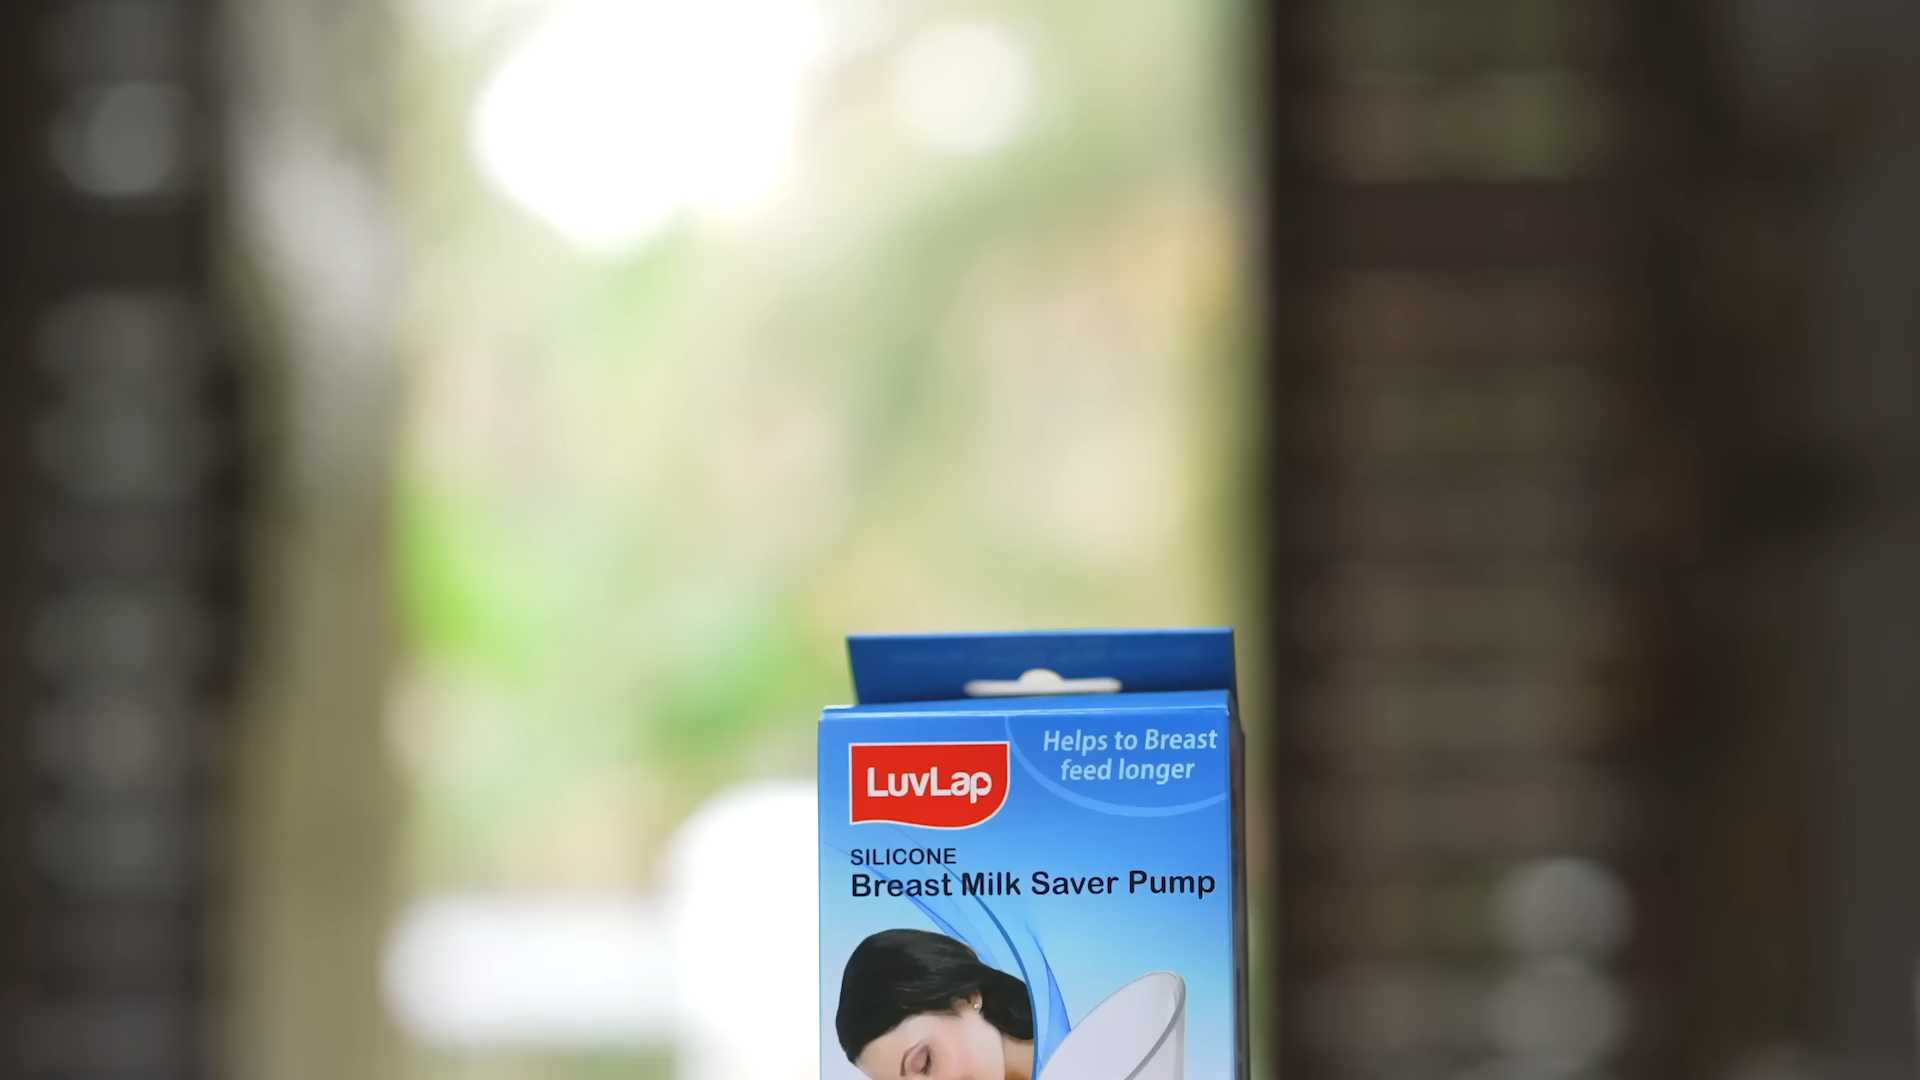 LuvLap
Helps to Breast
feed longer
SILICONE
Breast Milk Saver Pump